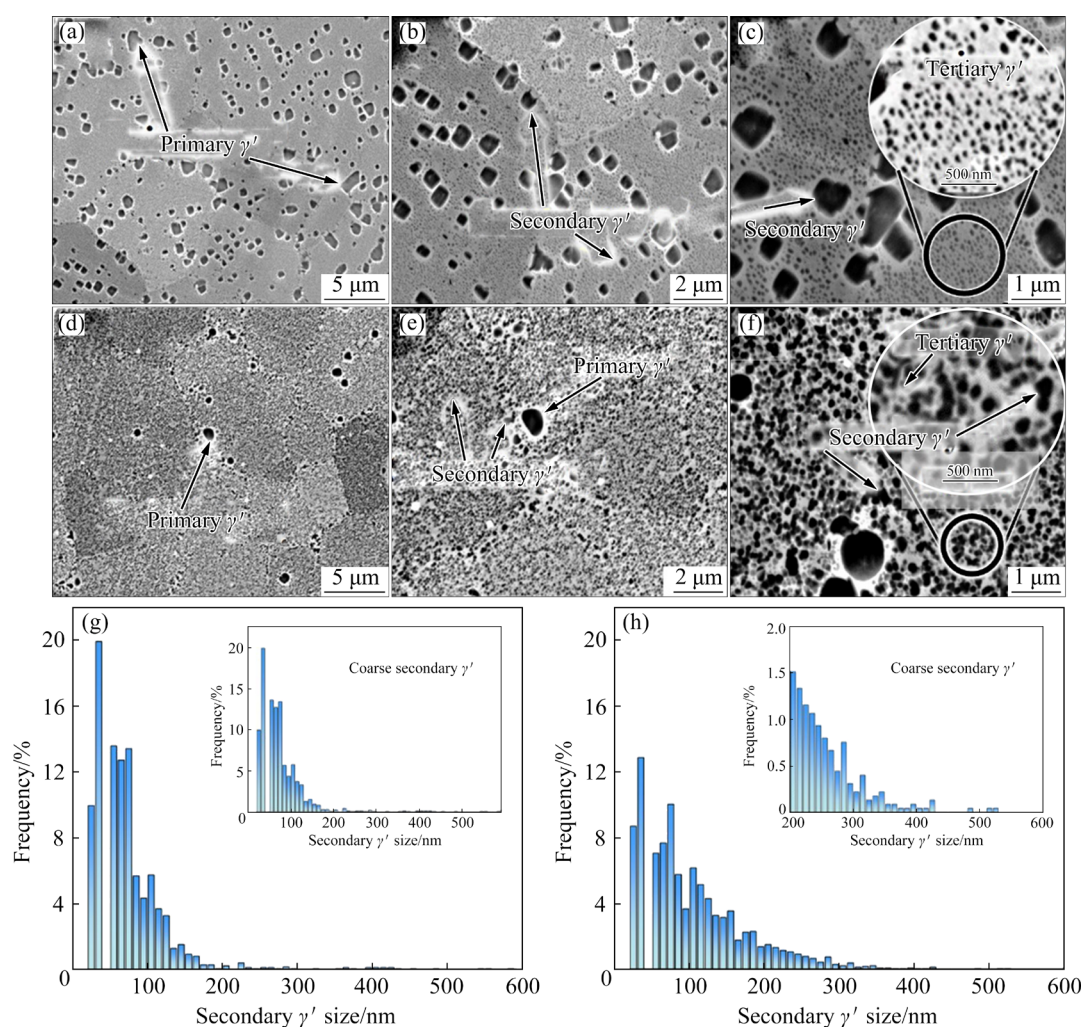 (a)
Primary γ′
5 μm
(b)
Secondary γ′
2 μm
(c)
Tertiary γ′
500 nm
Secondary γ′
1 μm
(d)
Primary γ′
5 μm
(e)
Primary γ′
Secondary γ′
2 μm
(f)
Tertiary γ′
Secondary γ′
500 nm
1 μm
(g)
20
16
12
8
4
0
100 200 300 400 500 600
Frequency/%
Secondary γ′ size/nm
Coarse secondary γ′
20
15
10
5
0
100 200 300 400 500
Frequency/%
Secondary γ′ size/nm
(h)
20
16
12
8
4
0
100 200 300 400 500 600
Frequency/%
Secondary γ′ size/nm
Coarse secondary γ′
2.0
1.5
1.0
0.5
0
200 300 400 500 600
Frequency/%
Secondary γ′ size/nm